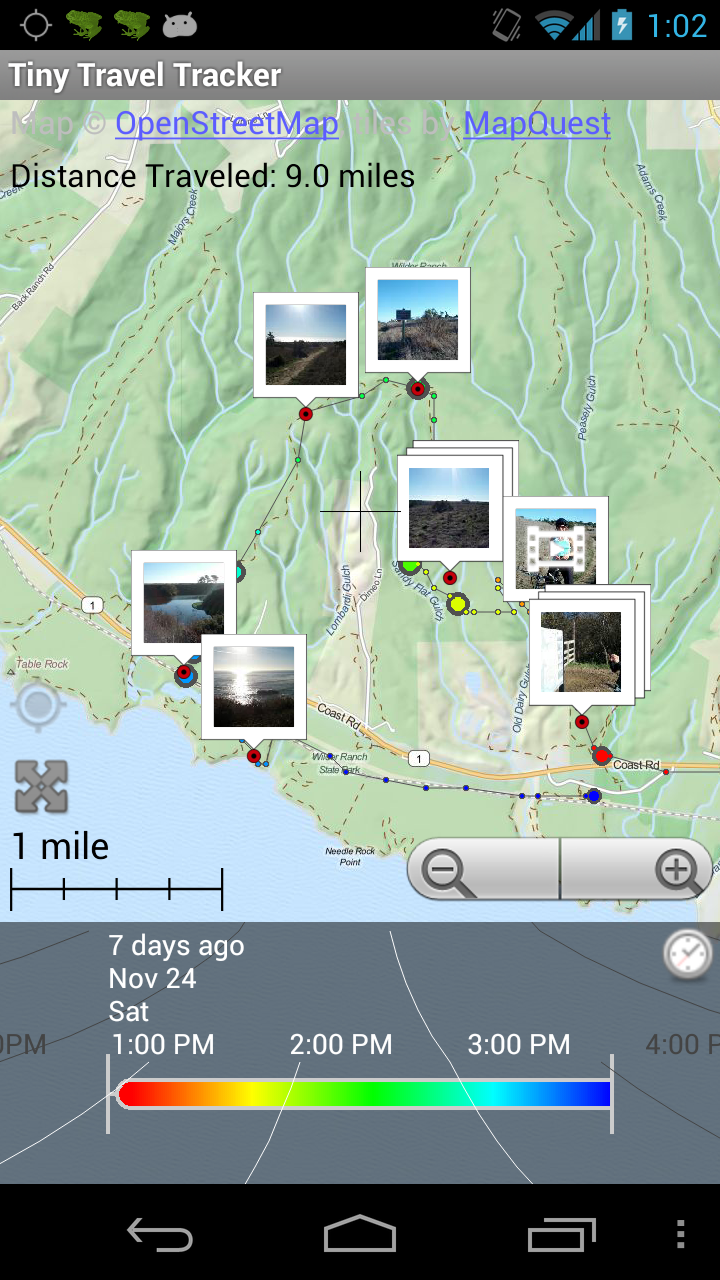 1:02
Tiny Travel Tracker
Map © OpenStreetMap tiles by MapQuest
Distance Traveled: 9.0 miles
Majors Creek
Adams Creek
Back Ranch Rd
Wilder Ranch
Peasely Gulch
Sandy Flat Gulch
Lombardi Gulch
Dimeo Ln
Old Dairy Gulch
1
Table Rock
Coast Rd
Wilder Ranch
State Park
1
Coast Rd
1 mile
Needle Rock
Point
7 days ago
Nov 24
Sat
0PM 1:00 PM 2:00 PM 3:00 PM 4:00 P